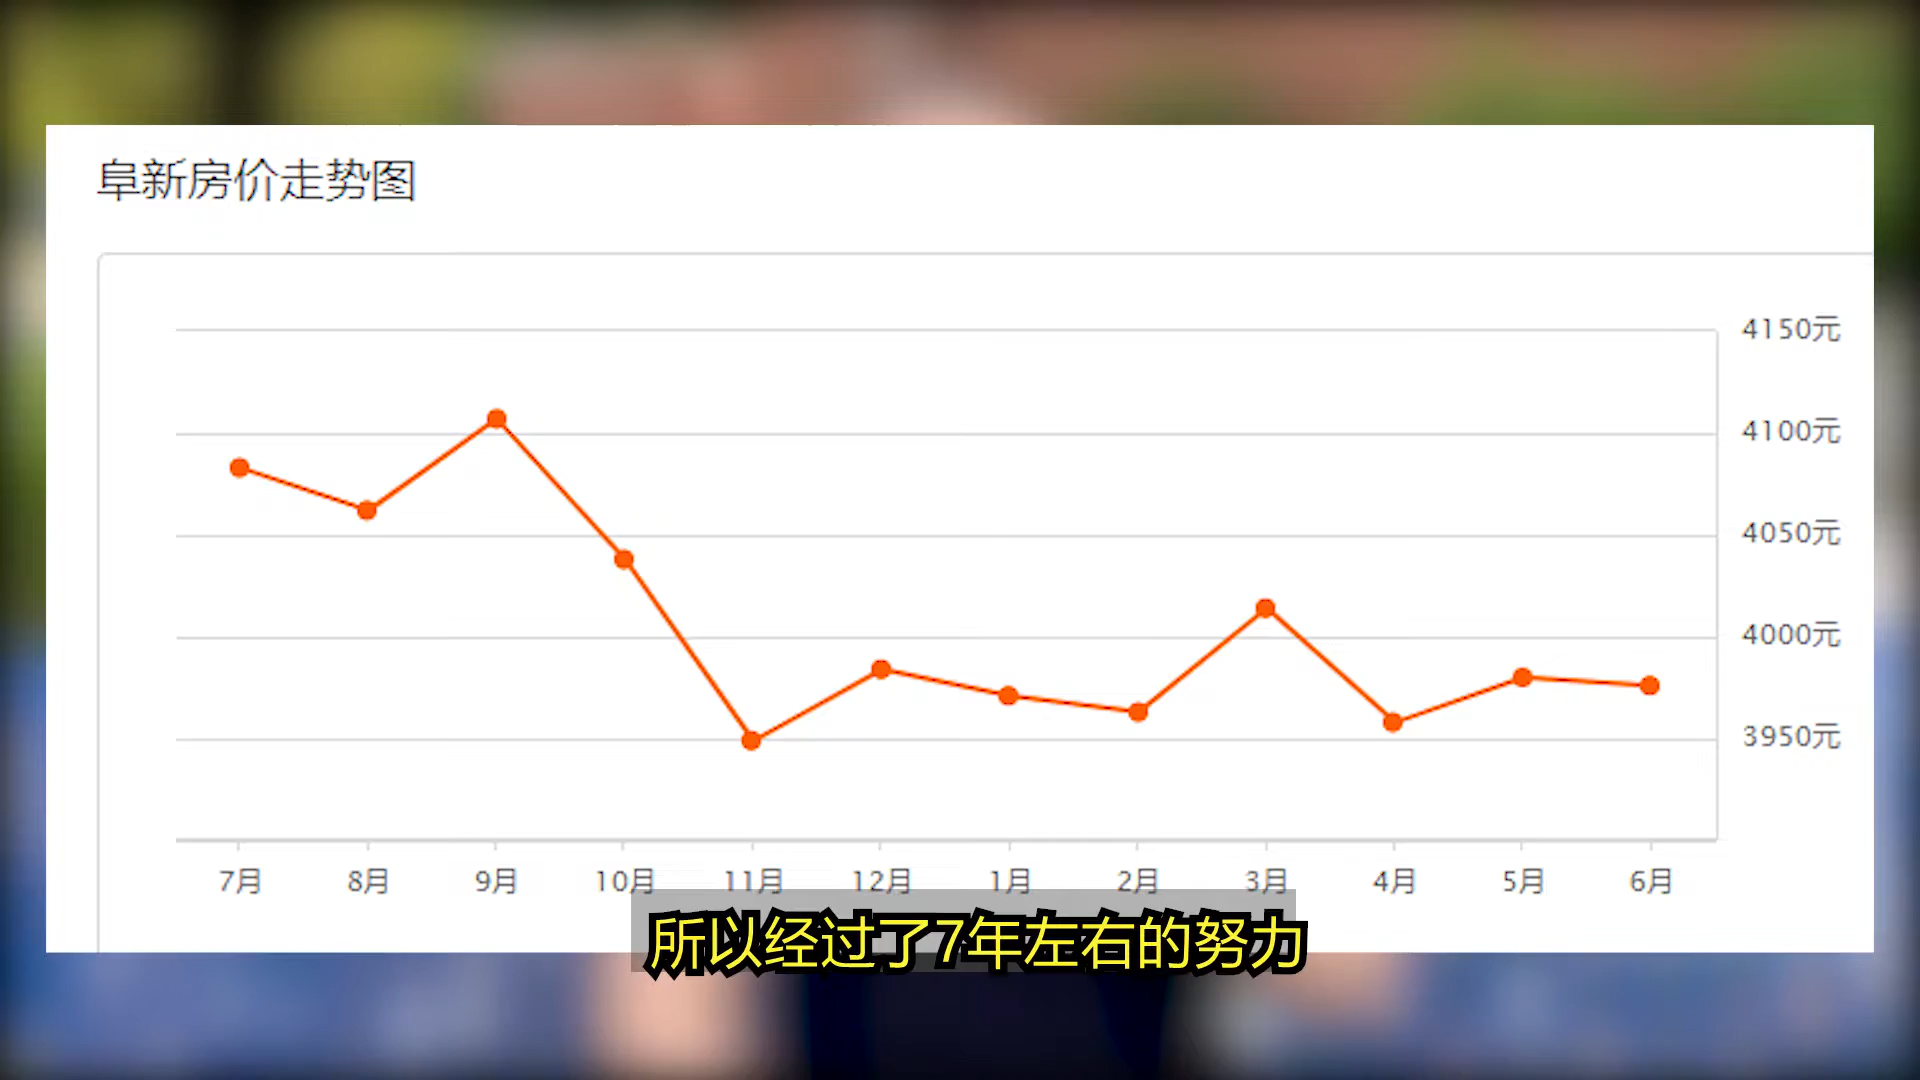 阜新房价走势图
4150元
4100元
4050元
4000元
3950元
7月 8月 9月 10月 11月 12月 1月 2月 3月 4月 5月 6月
所以经过了7年左右的努力